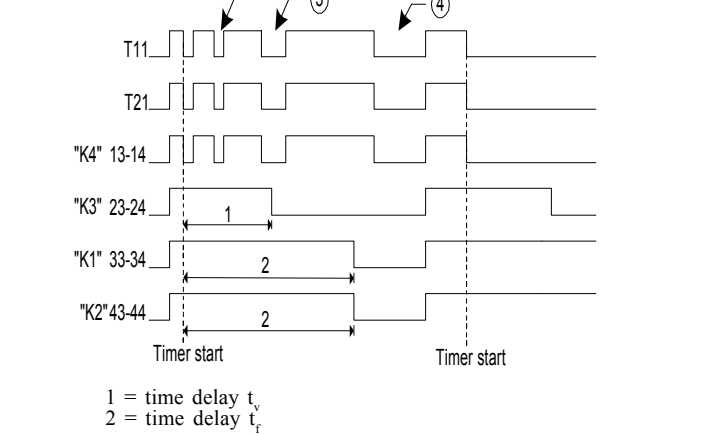 ③ ④
T11
T21
"K4" 13-14
"K3" 23-24
1
"K1" 33-34
2
"K2"43-44
2
Timer start Timer start
1 = time delay tv
2 = time delay tf